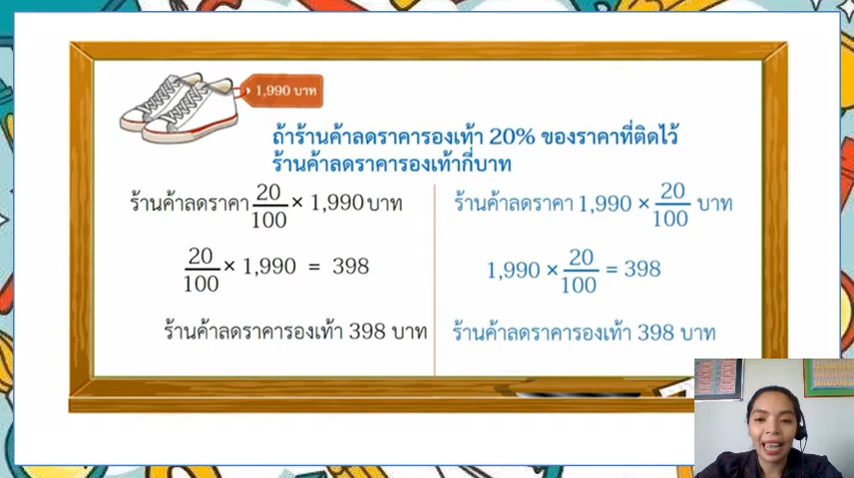 1,990 บาท
ถ้าร้านค้าลดราคารองเท้า 20% ของราคาที่ติดไว้
ร้านค้าลดราคารองเท้ากี่บาท
ร้านค้าลดราคา 20/100 × 1,990 บาท
20/100 × 1,990 = 398
ร้านค้าลดราคารองเท้า 398 บาท
ร้านค้าลดราคา 1,990 × 20/100 บาท
1,990 × 20/100 = 398
ร้านค้าลดราคารองเท้า 398 บาท